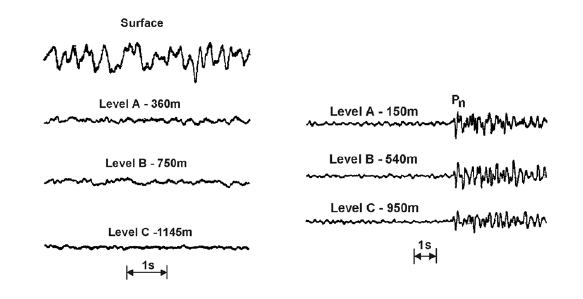 Surface
Level A - 360m
Level B - 750m
Level C -1145m
1s
Pn
Level A - 150m
Level B - 540m
Level C - 950m
1s